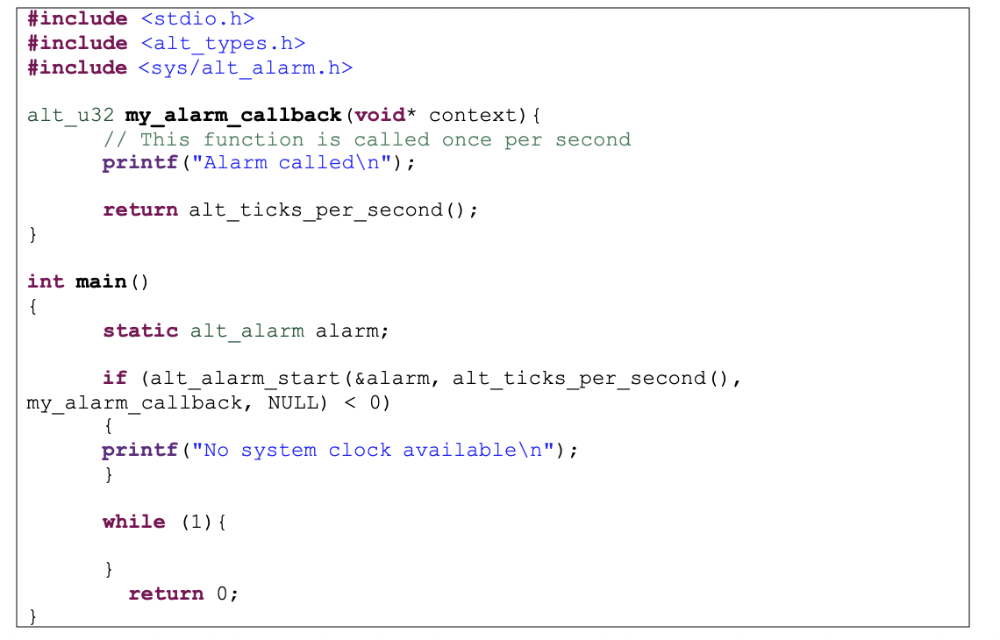 #include <stdio.h>
#include <alt_types.h>
#include <sys/alt_alarm.h>

alt_u32 my_alarm_callback(void* context){
      // This function is called once per second
      printf("Alarm called\n");

      return alt_ticks_per_second();
}

int main()
{
      static alt_alarm alarm;

      if (alt_alarm_start(&alarm, alt_ticks_per_second(),
my_alarm_callback, NULL) < 0)
      {
      printf("No system clock available\n");
      }

      while (1){

      }
        return 0;
}